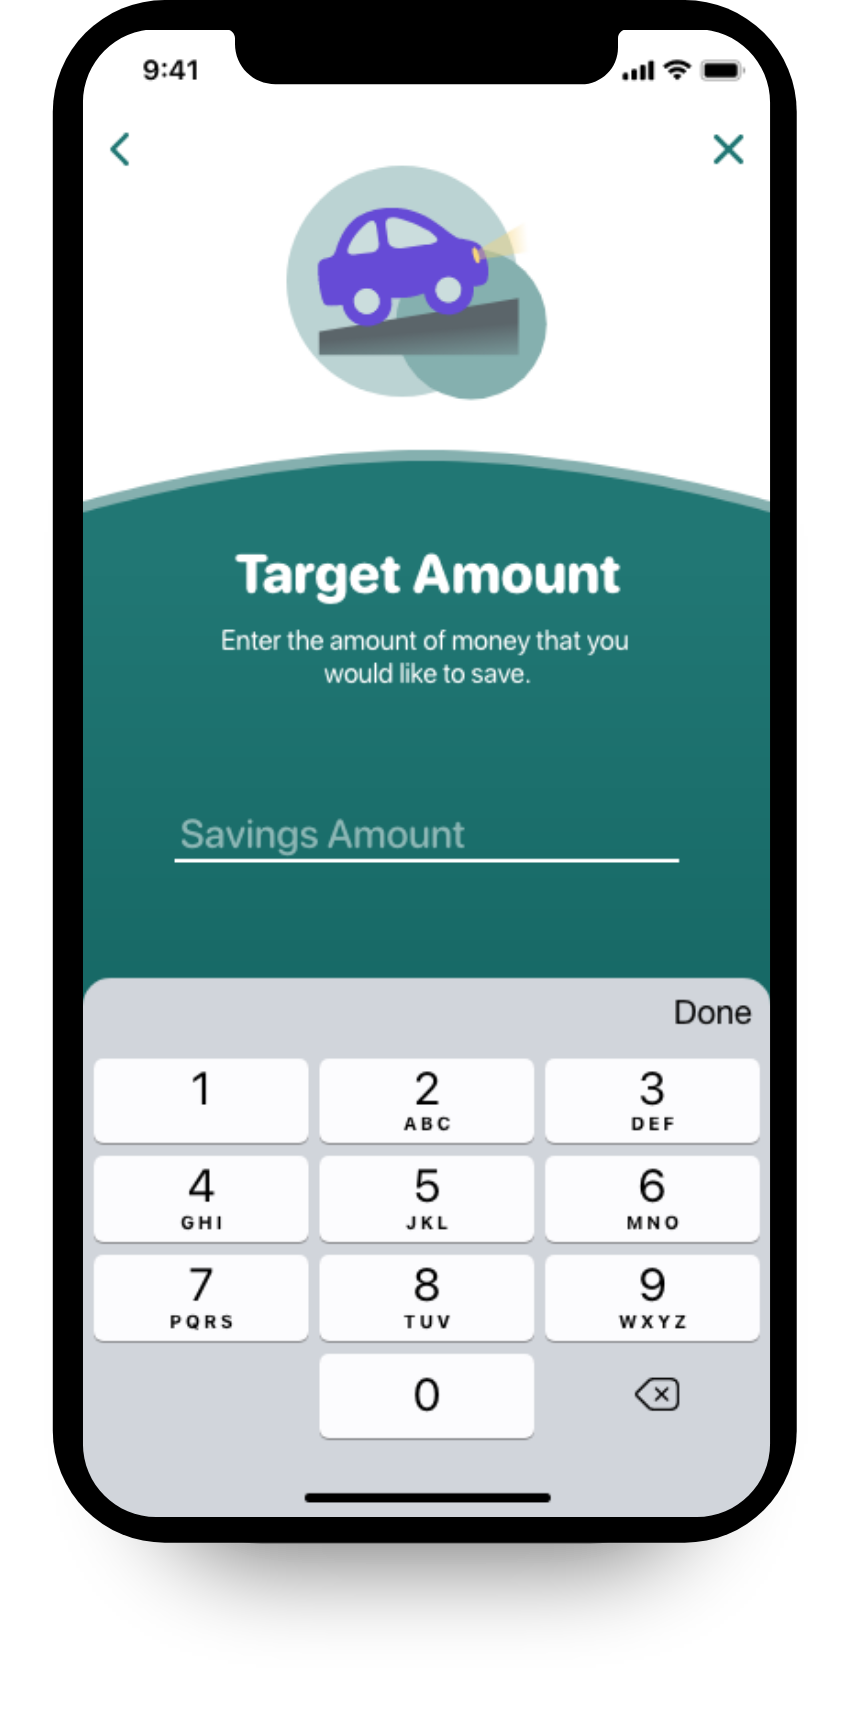 9:41
Target Amount
Enter the amount of money that you
would like to save.
Savings Amount
Done
1
2
ABC
3
DEF
4
GHI
5
JKL
6
MNO
7
PQRS
8
TUV
9
WXYZ
0